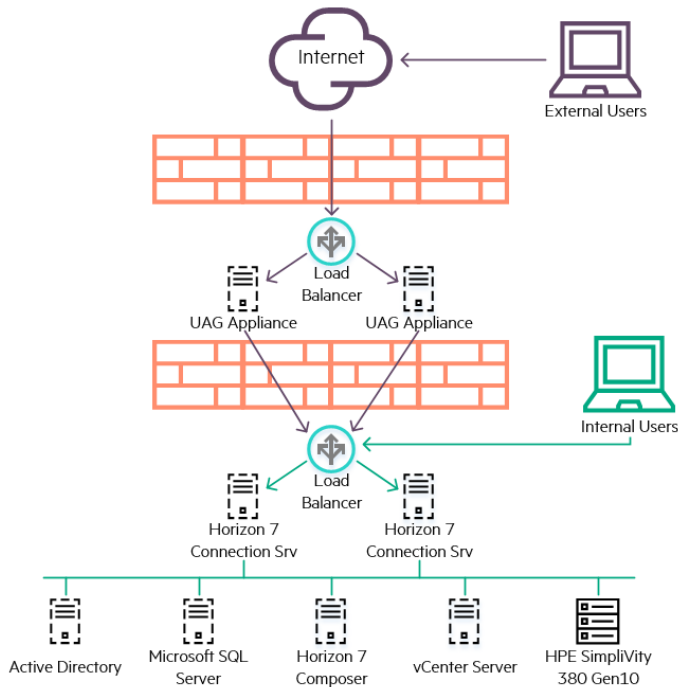 Internet
External Users
Load
Balancer
UAG Appliance
UAG Appliance
Internal Users
Load
Balancer
Horizon 7
Connection Srv
Horizon 7
Connection Srv
Active Directory
Microsoft SQL
Server
Horizon 7
Composer
vCenter Server
HPE SimpliVity
380 Gen10